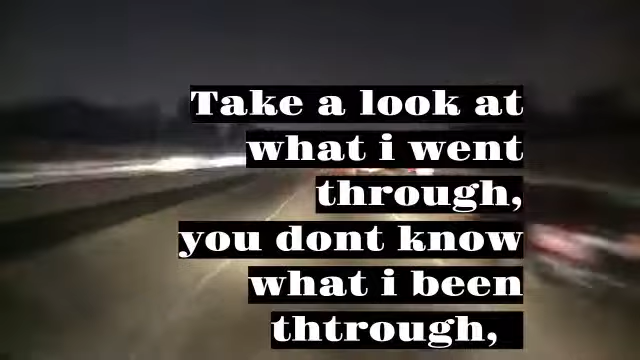 Take a look at
what i went
through,
you dont know
what i been
thtrough,